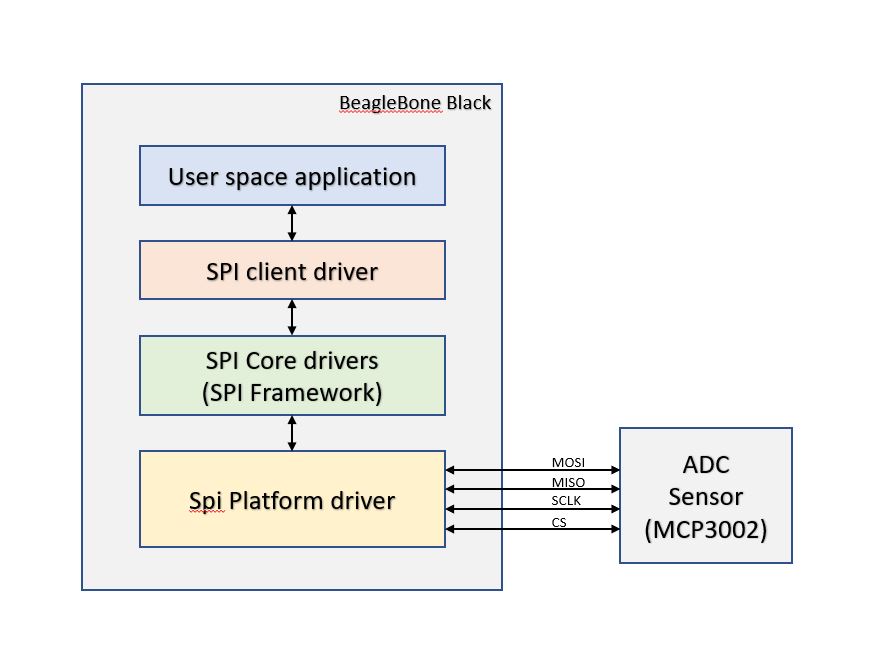 BeagleBone Black
User space application
SPI client driver
SPI Core drivers
(SPI Framework)
Spi Platform driver
MOSI
MISO
SCLK
CS
ADC
Sensor
(MCP3002)